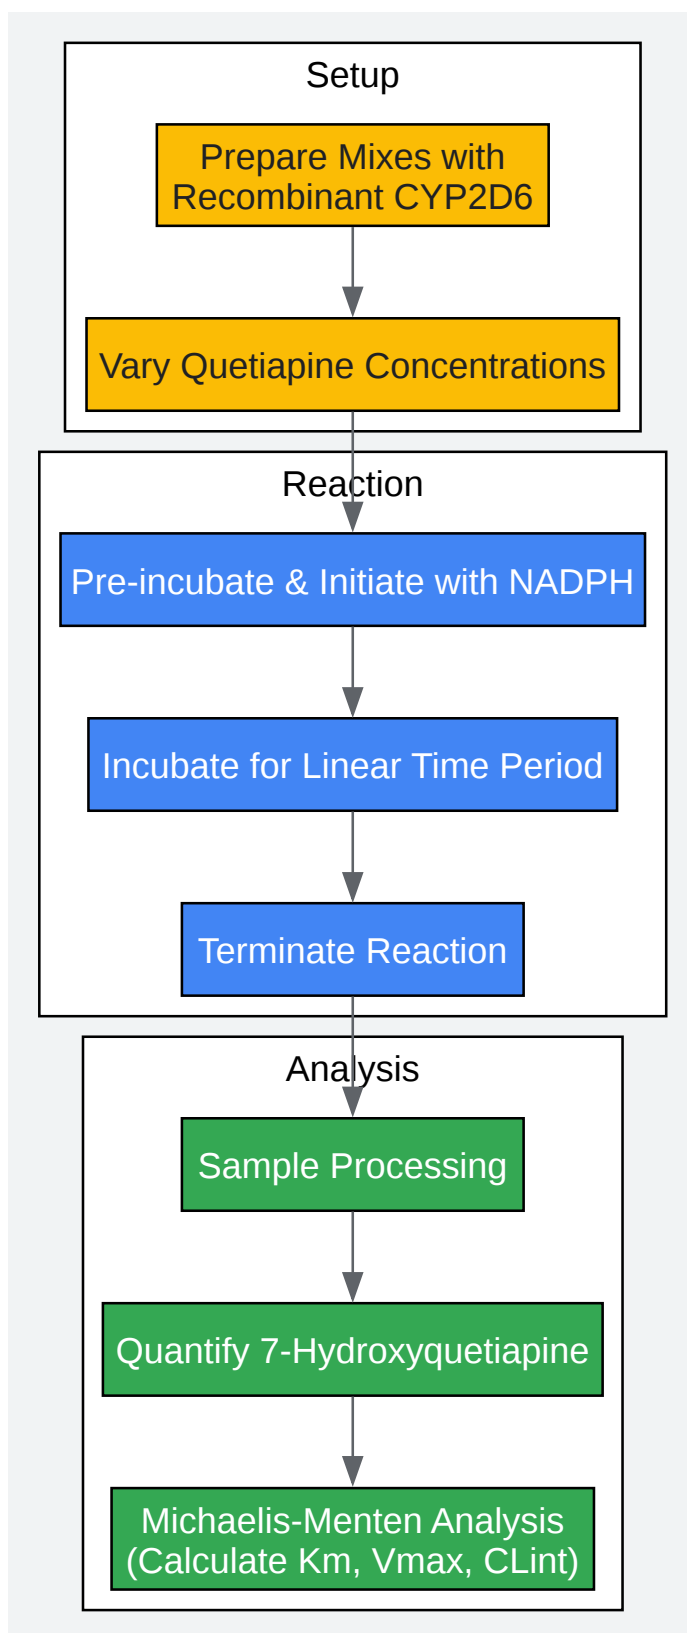 Setup
Prepare Mixes with
Recombinant CYP2D6
Vary Quetiapine Concentrations
Reaction
Pre-incubate & Initiate with NADPH
Incubate for Linear Time Period
Terminate Reaction
Analysis
Sample Processing
Quantify 7-Hydroxyquetiapine
Michaelis-Menten Analysis
(Calculate Km, Vmax, CLint)